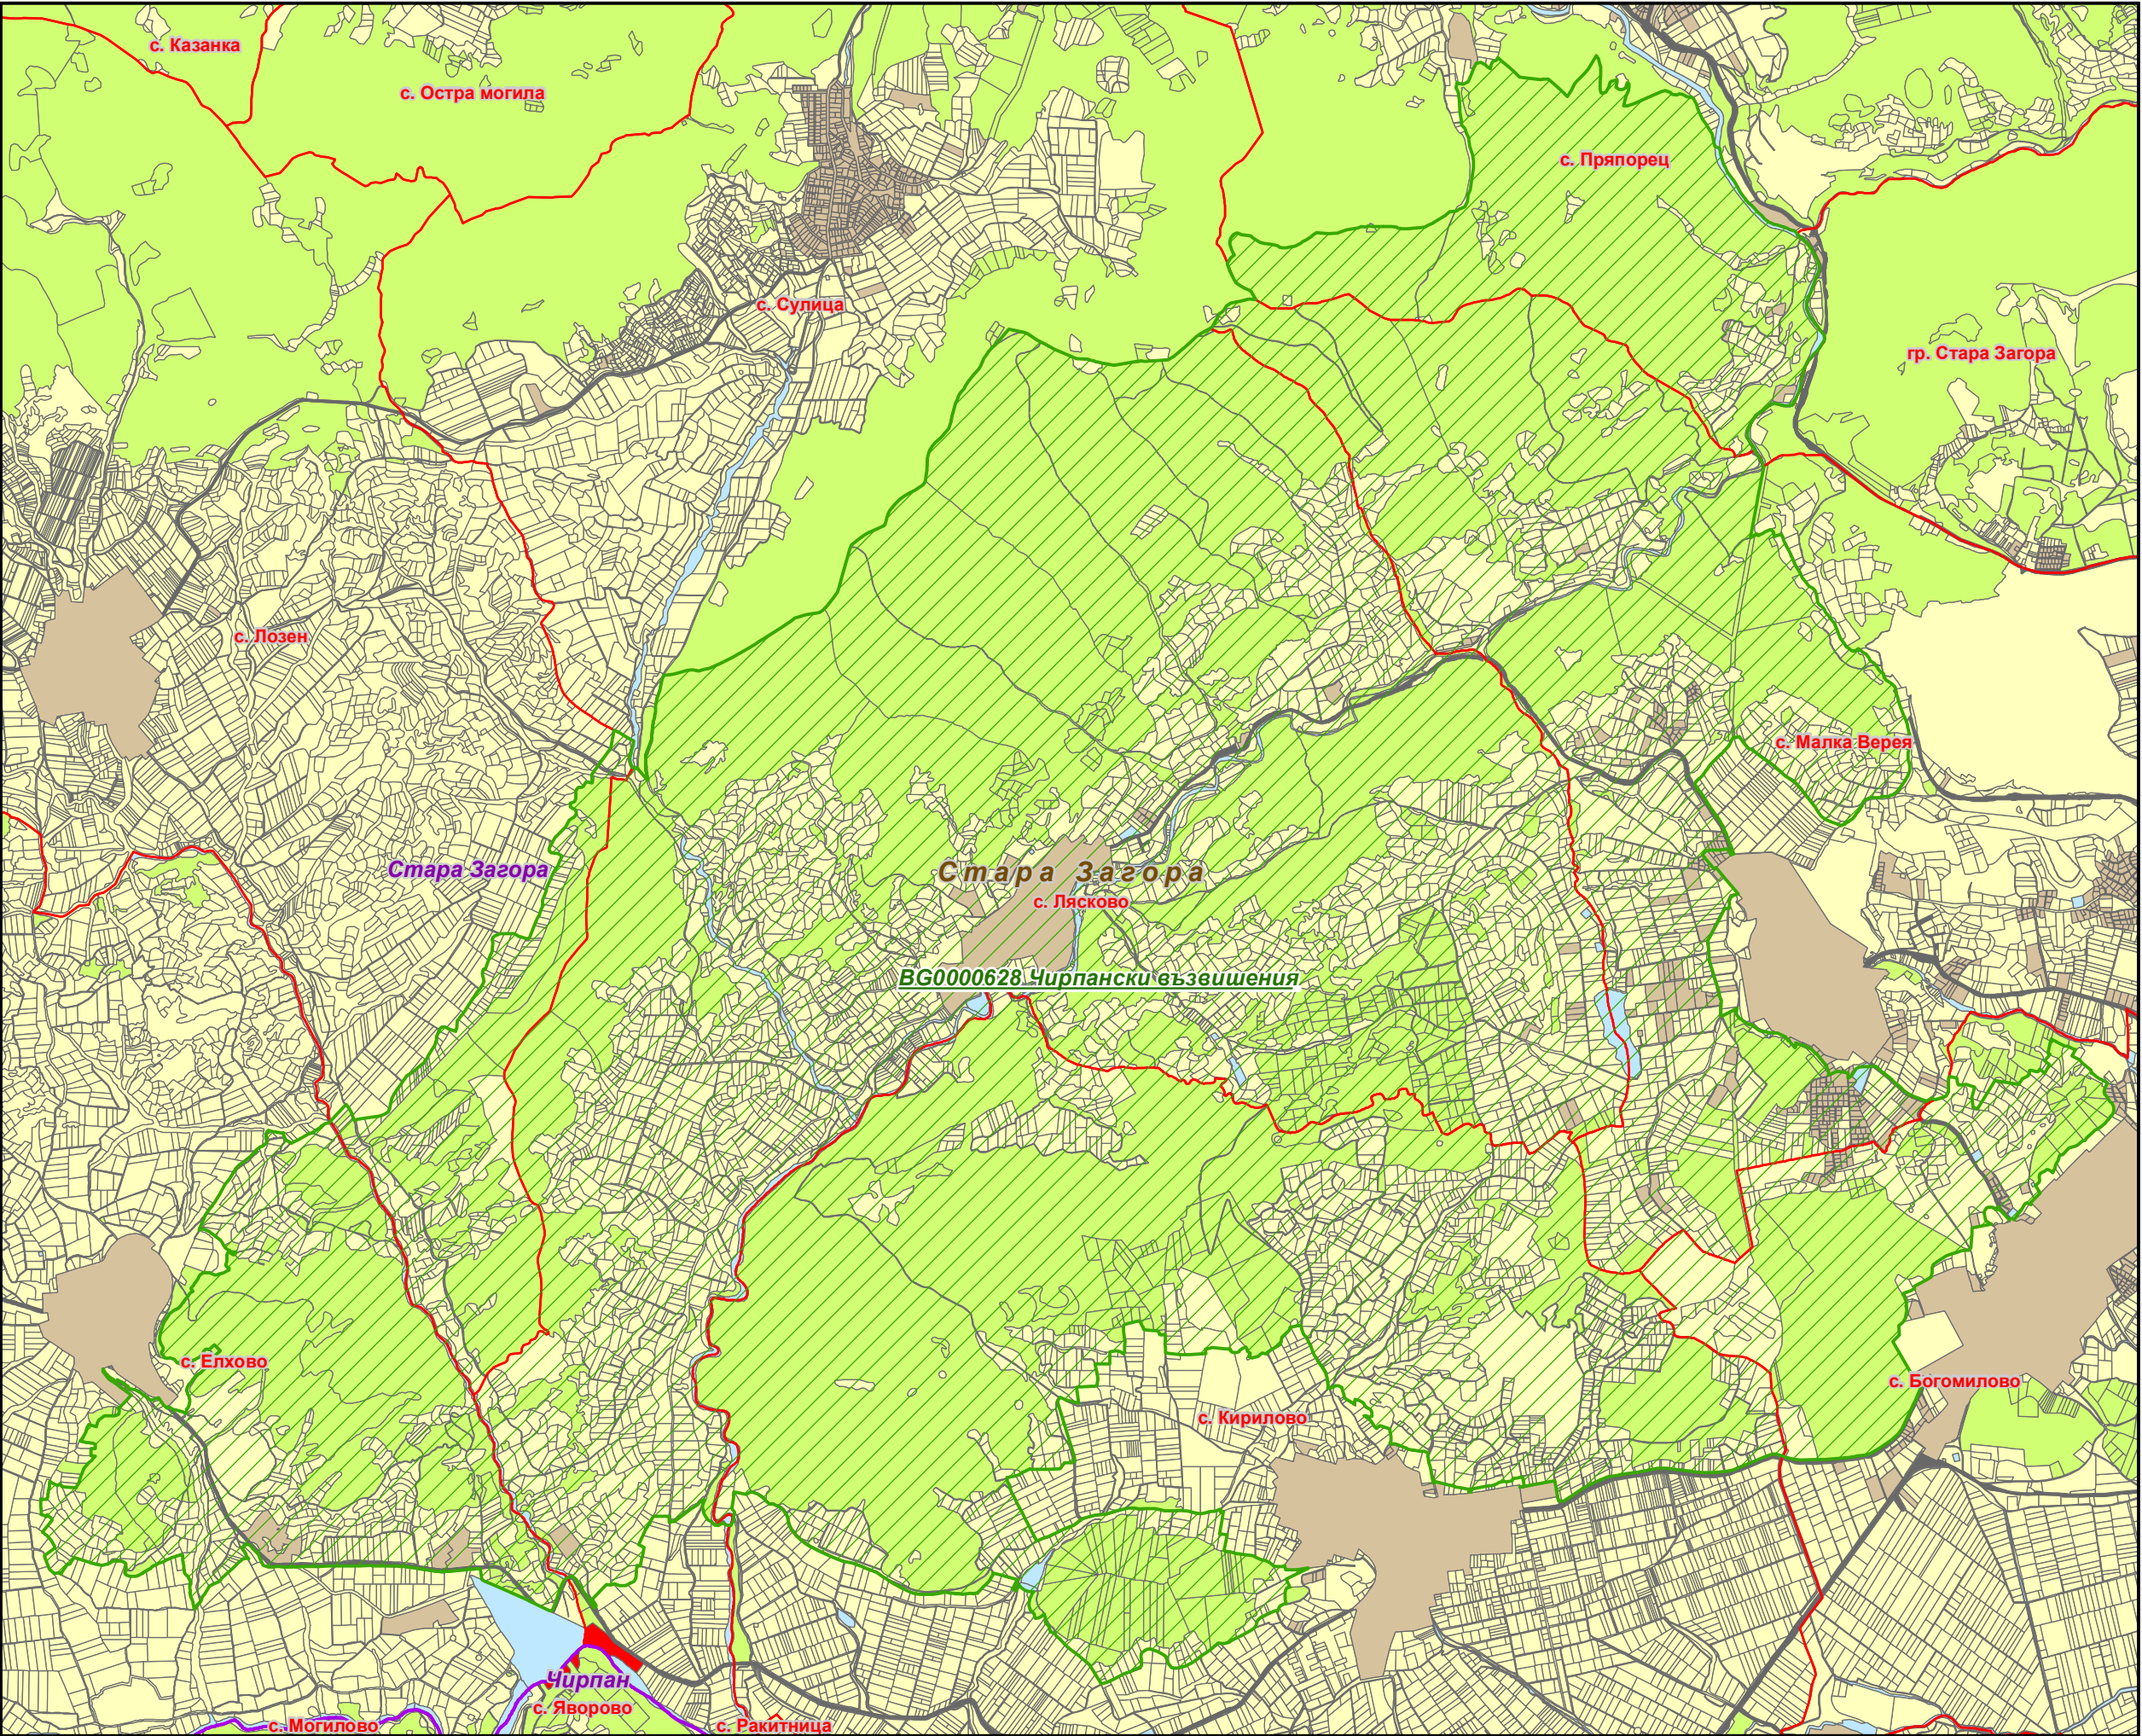 с. Казанка
с. Остра могила
с. Пряпорец
с. Сулица
гр. Стара Загора
с. Лозен
с. Малка Верея
Стара Загора
Стара Загора
с. Лясково
BG0000628 Чирпански възвишения
с. Елхово
с. Богомилово
с. Кирилово
Чирпан
с. Яворово
с. Могилово
с. Ракитница